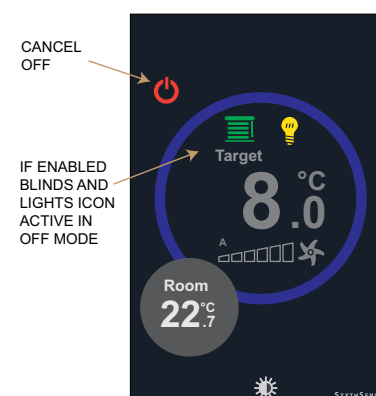 CANCEL
OFF
IF ENABLED
BLINDS AND
LIGHTS ICON
ACTIVE IN
OFF MODE
Target
8.0 °C
A
Room
22.7 °C